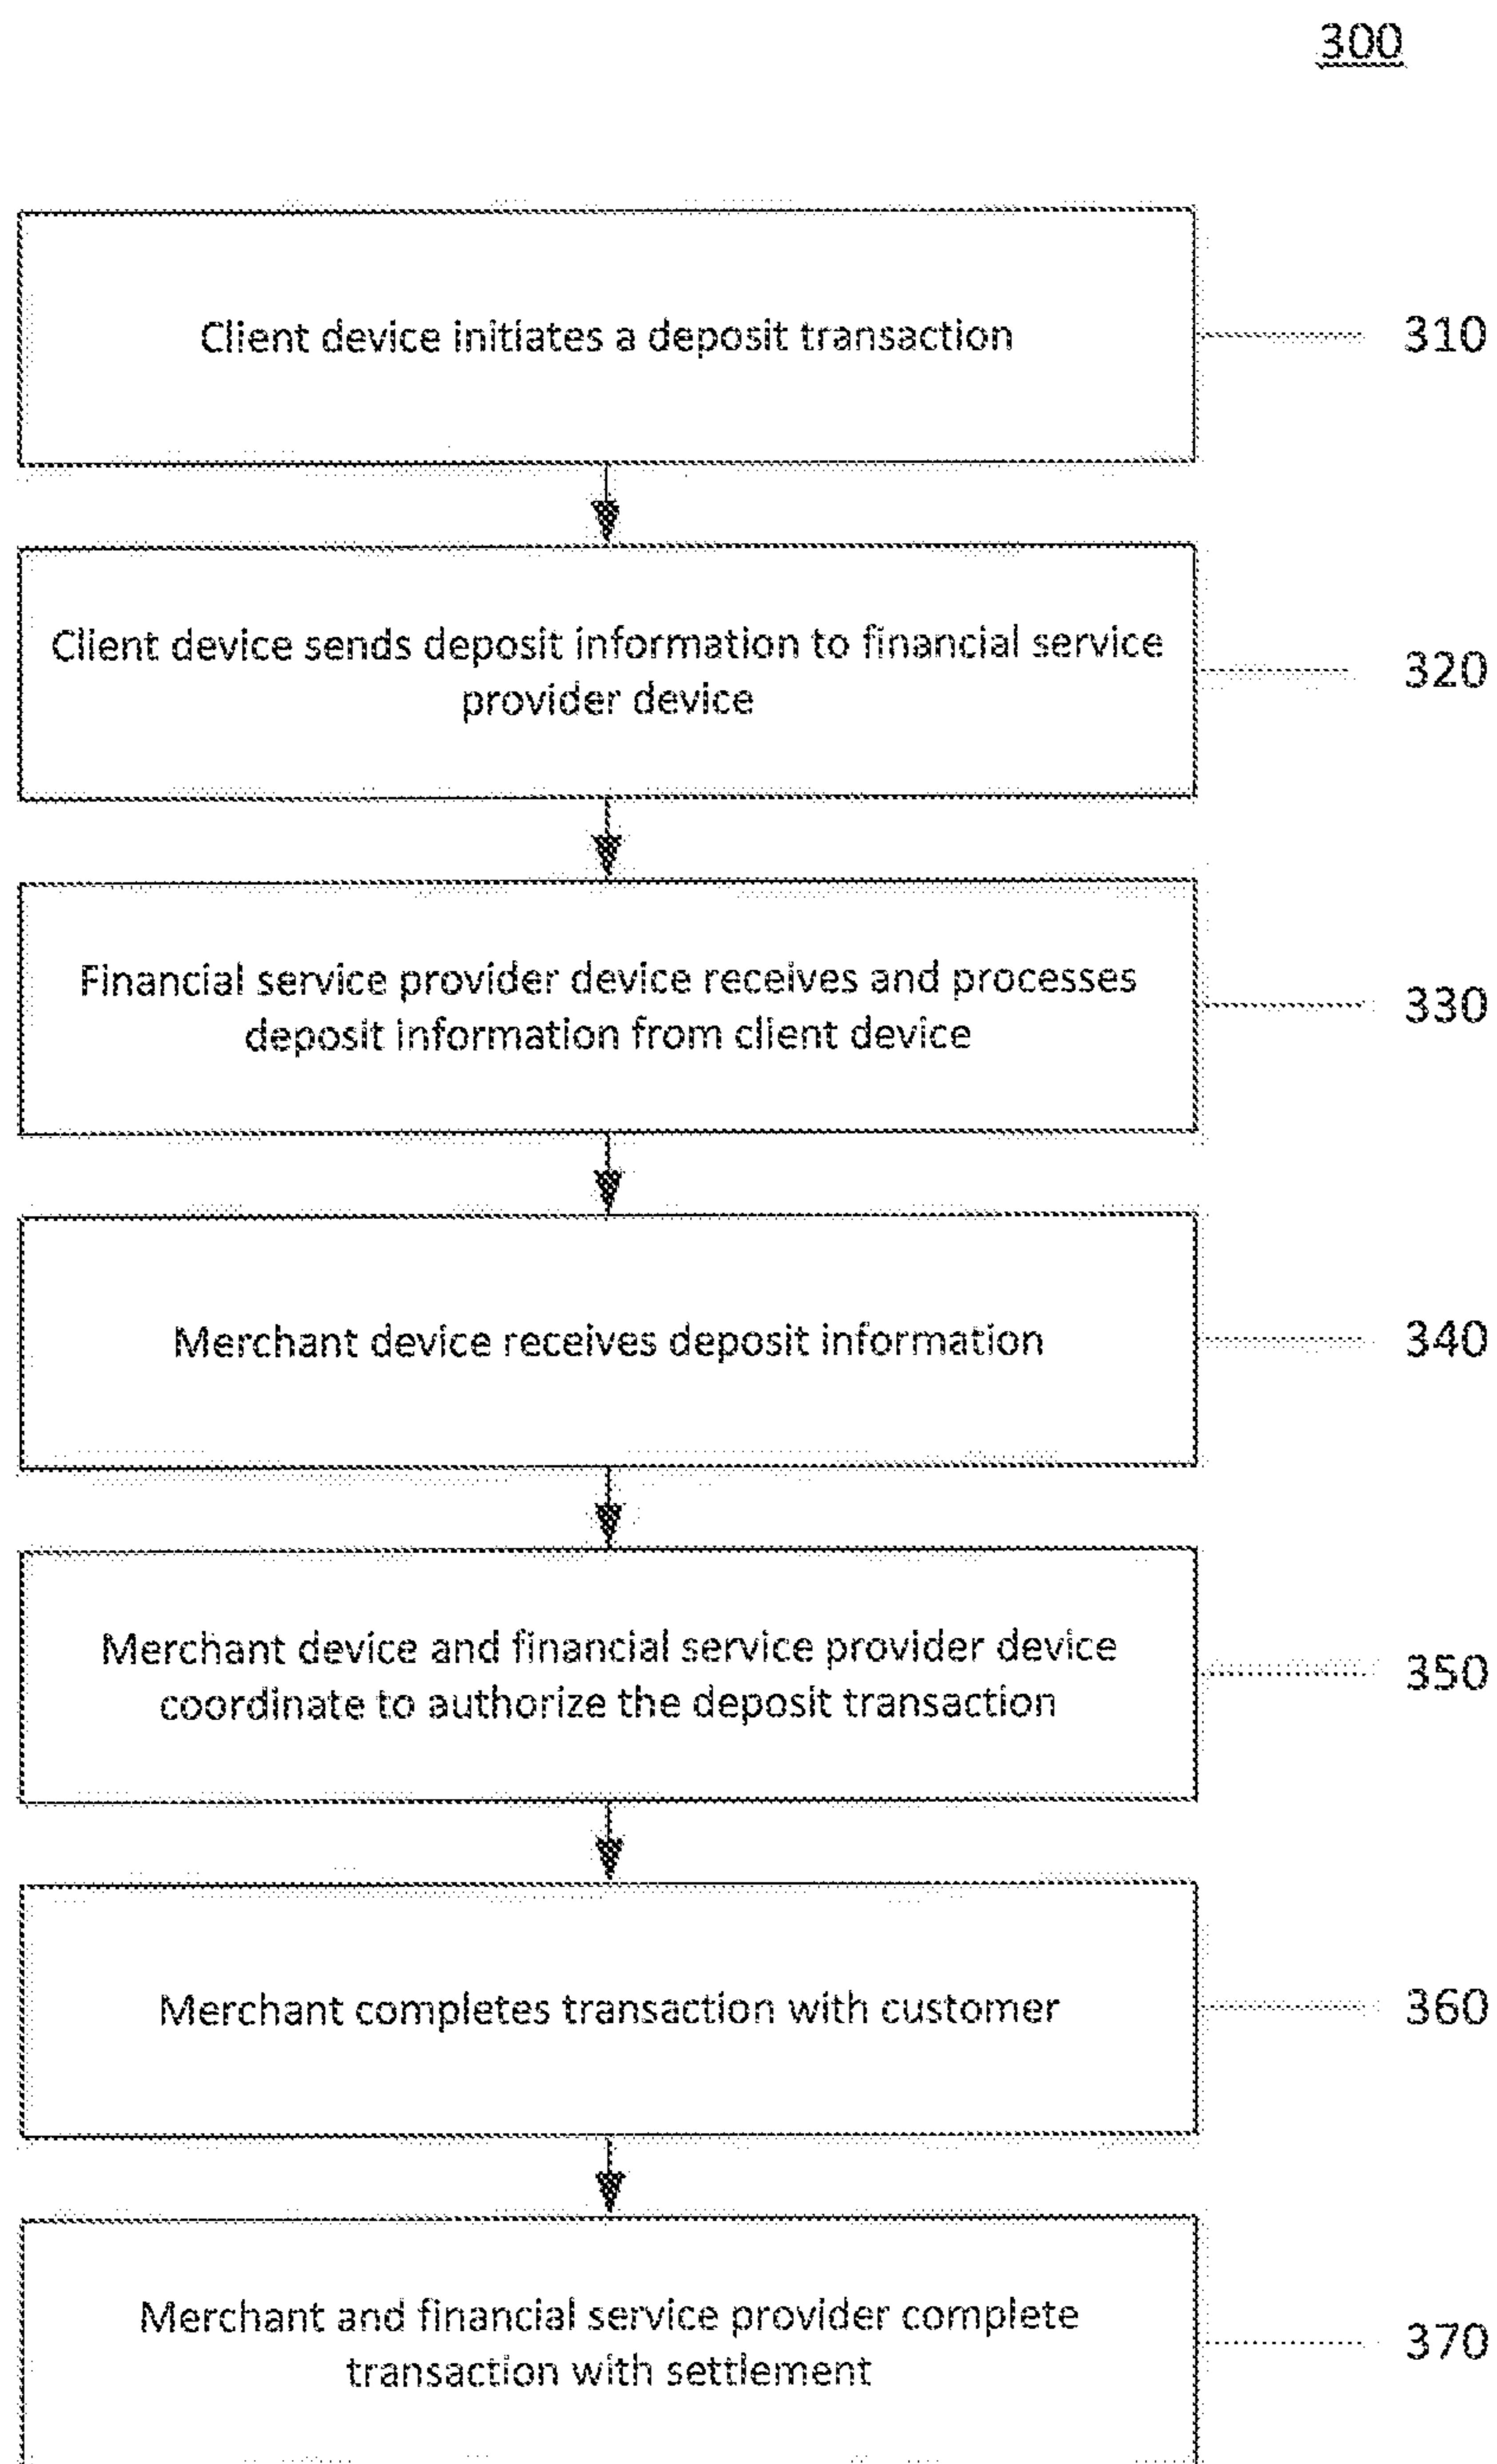 300
Client device initiates a deposit transaction
310
Client device sends deposit information to financial service
provider device
320
Financial service provider device receives and processes
deposit information from client device
330
Merchant device receives deposit information
340
Merchant device and financial service provider device
coordinate to authorize the deposit transaction
350
Merchant completes transaction with customer
360
Merchant and financial service provider complete
transaction with settlement
370